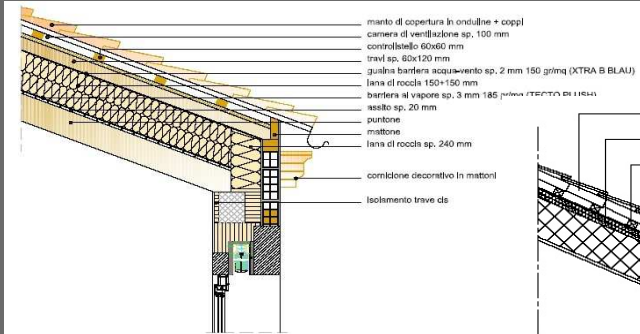 manto di copertura in onduline + coppi
camera di ventilazione sp. 100 mm
controlistello 60x60 mm
travi sp. 60x120 mm
guaina barriera acqua-vento sp. 2 mm 150 gr/mq (XTRA B BLAU)
lana di roccia 150+150 mm
barriera al vapore sp. 3 mm 185 gr/mq (TECTO PLUSH)
assito sp. 20 mm
puntone
mattone
lana di roccia sp. 240 mm
cornicione decorativo in mattoni
isolamento trave cls